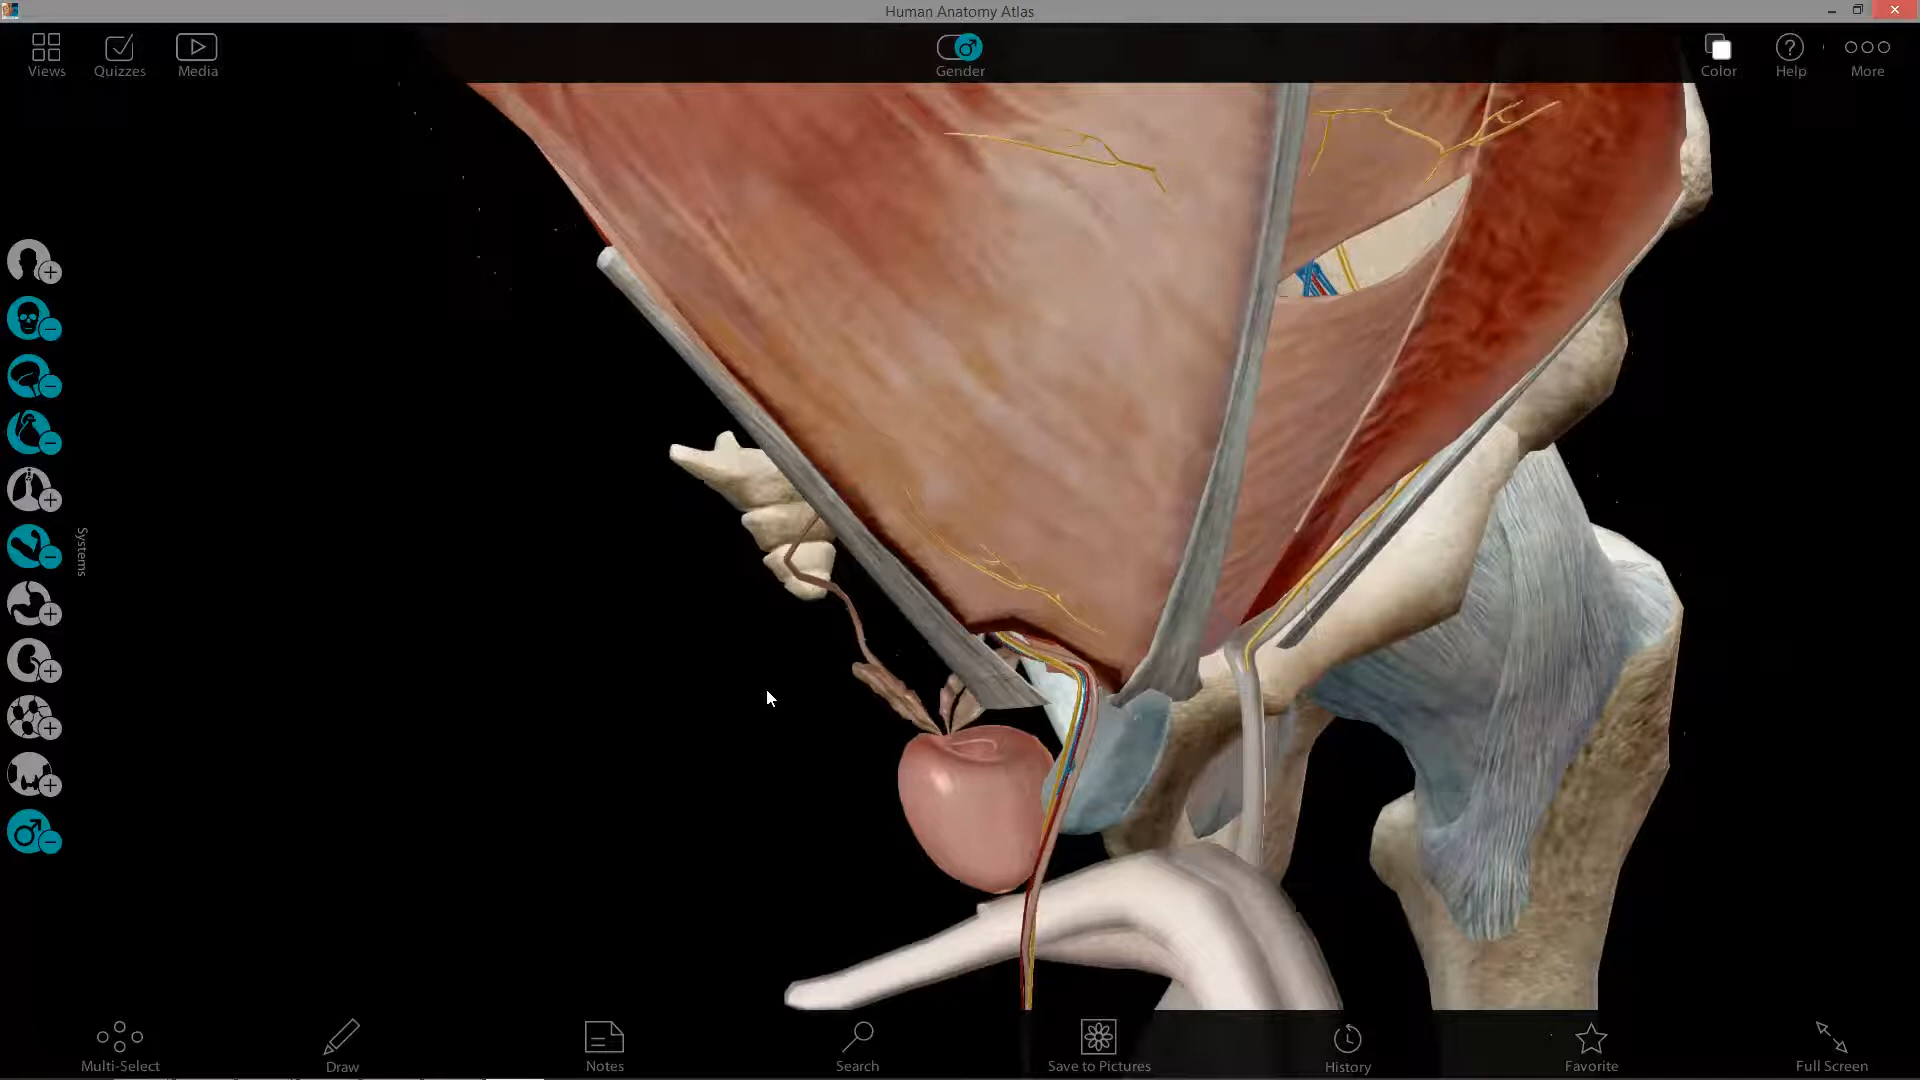 Human Anatomy Atlas
Views
Quizzes
Media
Gender
Color
Help
More
Systems
Multi-Select
Draw
Notes
Search
Save to Pictures
History
Favorite
Full Screen